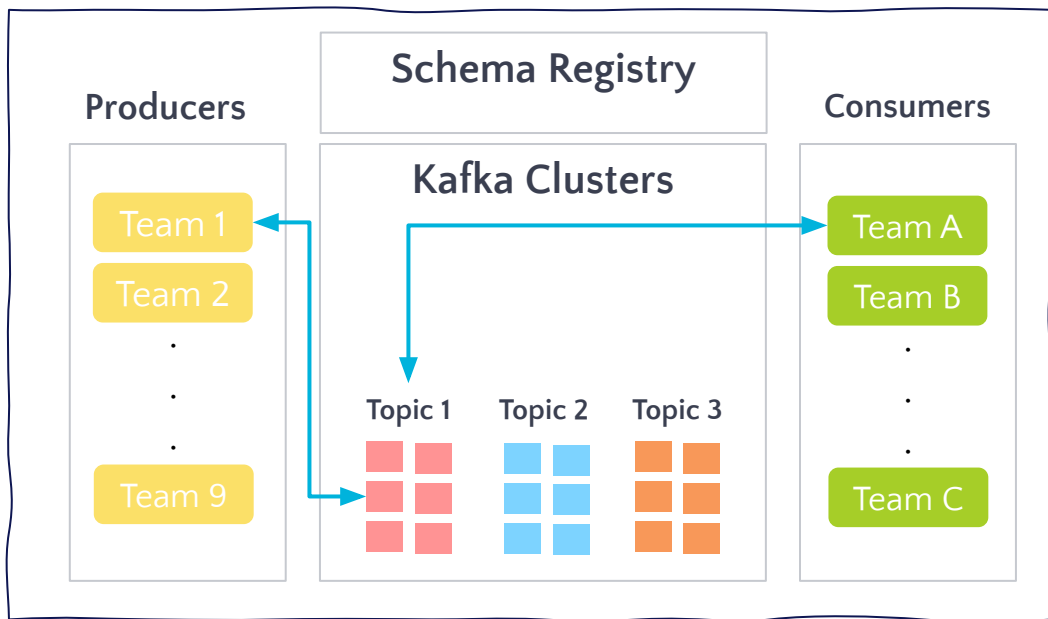 Schema Registry
Producers
Consumers
Kafka Clusters
Team 1
Team 2
.
.
.
Team 9
Topic 1
Topic 2
Topic 3
Team A
Team B
.
.
.
Team C